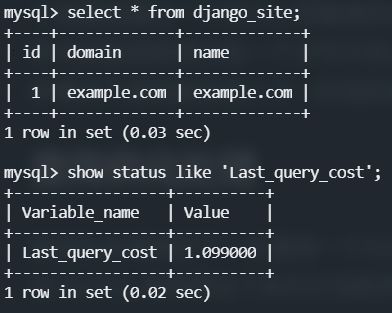 mysql> select * from django_site;
+----+-------------+-------------+
| id | domain      | name        |
+----+-------------+-------------+
|  1 | example.com | example.com |
+----+-------------+-------------+
1 row in set (0.03 sec)
mysql> show status like 'Last_query_cost';
+-----------------+----------+
| Variable_name   | Value    |
+-----------------+----------+
| Last_query_cost | 1.099000 |
+-----------------+----------+
1 row in set (0.02 sec)